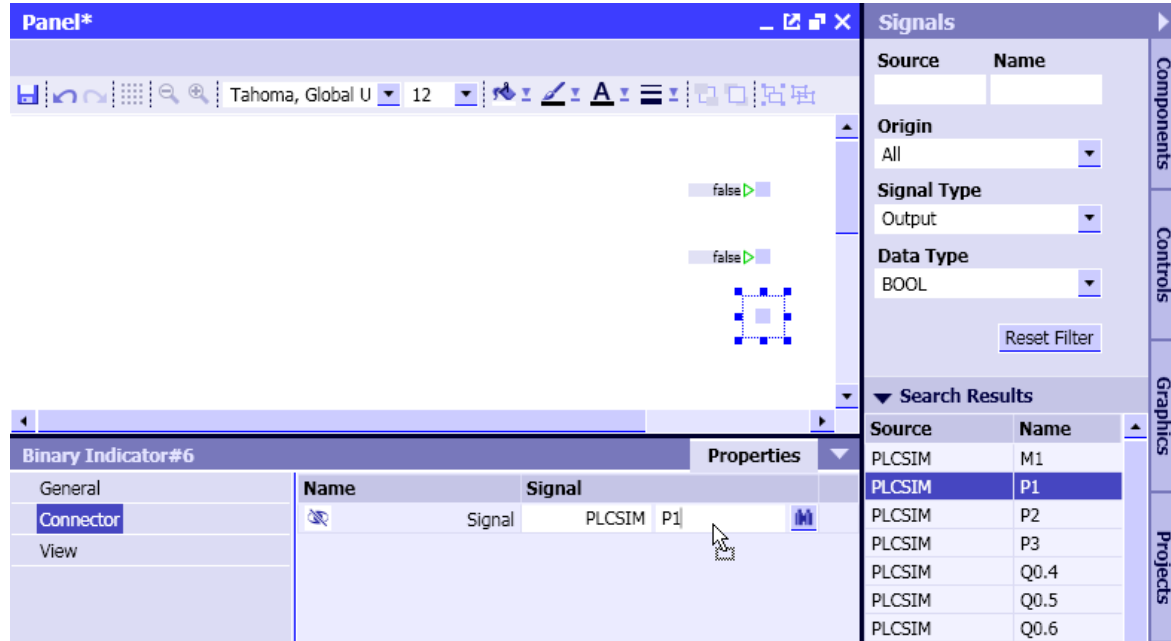 Panel*
Tahoma, Global U 12 A
false
false
Binary Indicator#6 Properties
General
Connector
View
Name Signal
Signal PLCSIM P1
Signals
Source Name
Origin
All
Signal Type
Output
Data Type
BOOL
Reset Filter
Search Results
Source Name
PLCSIM M1
PLCSIM P1
PLCSIM P2
PLCSIM P3
PLCSIM Q0.4
PLCSIM Q0.5
PLCSIM Q0.6
Components
Controls
Graphics
Projects